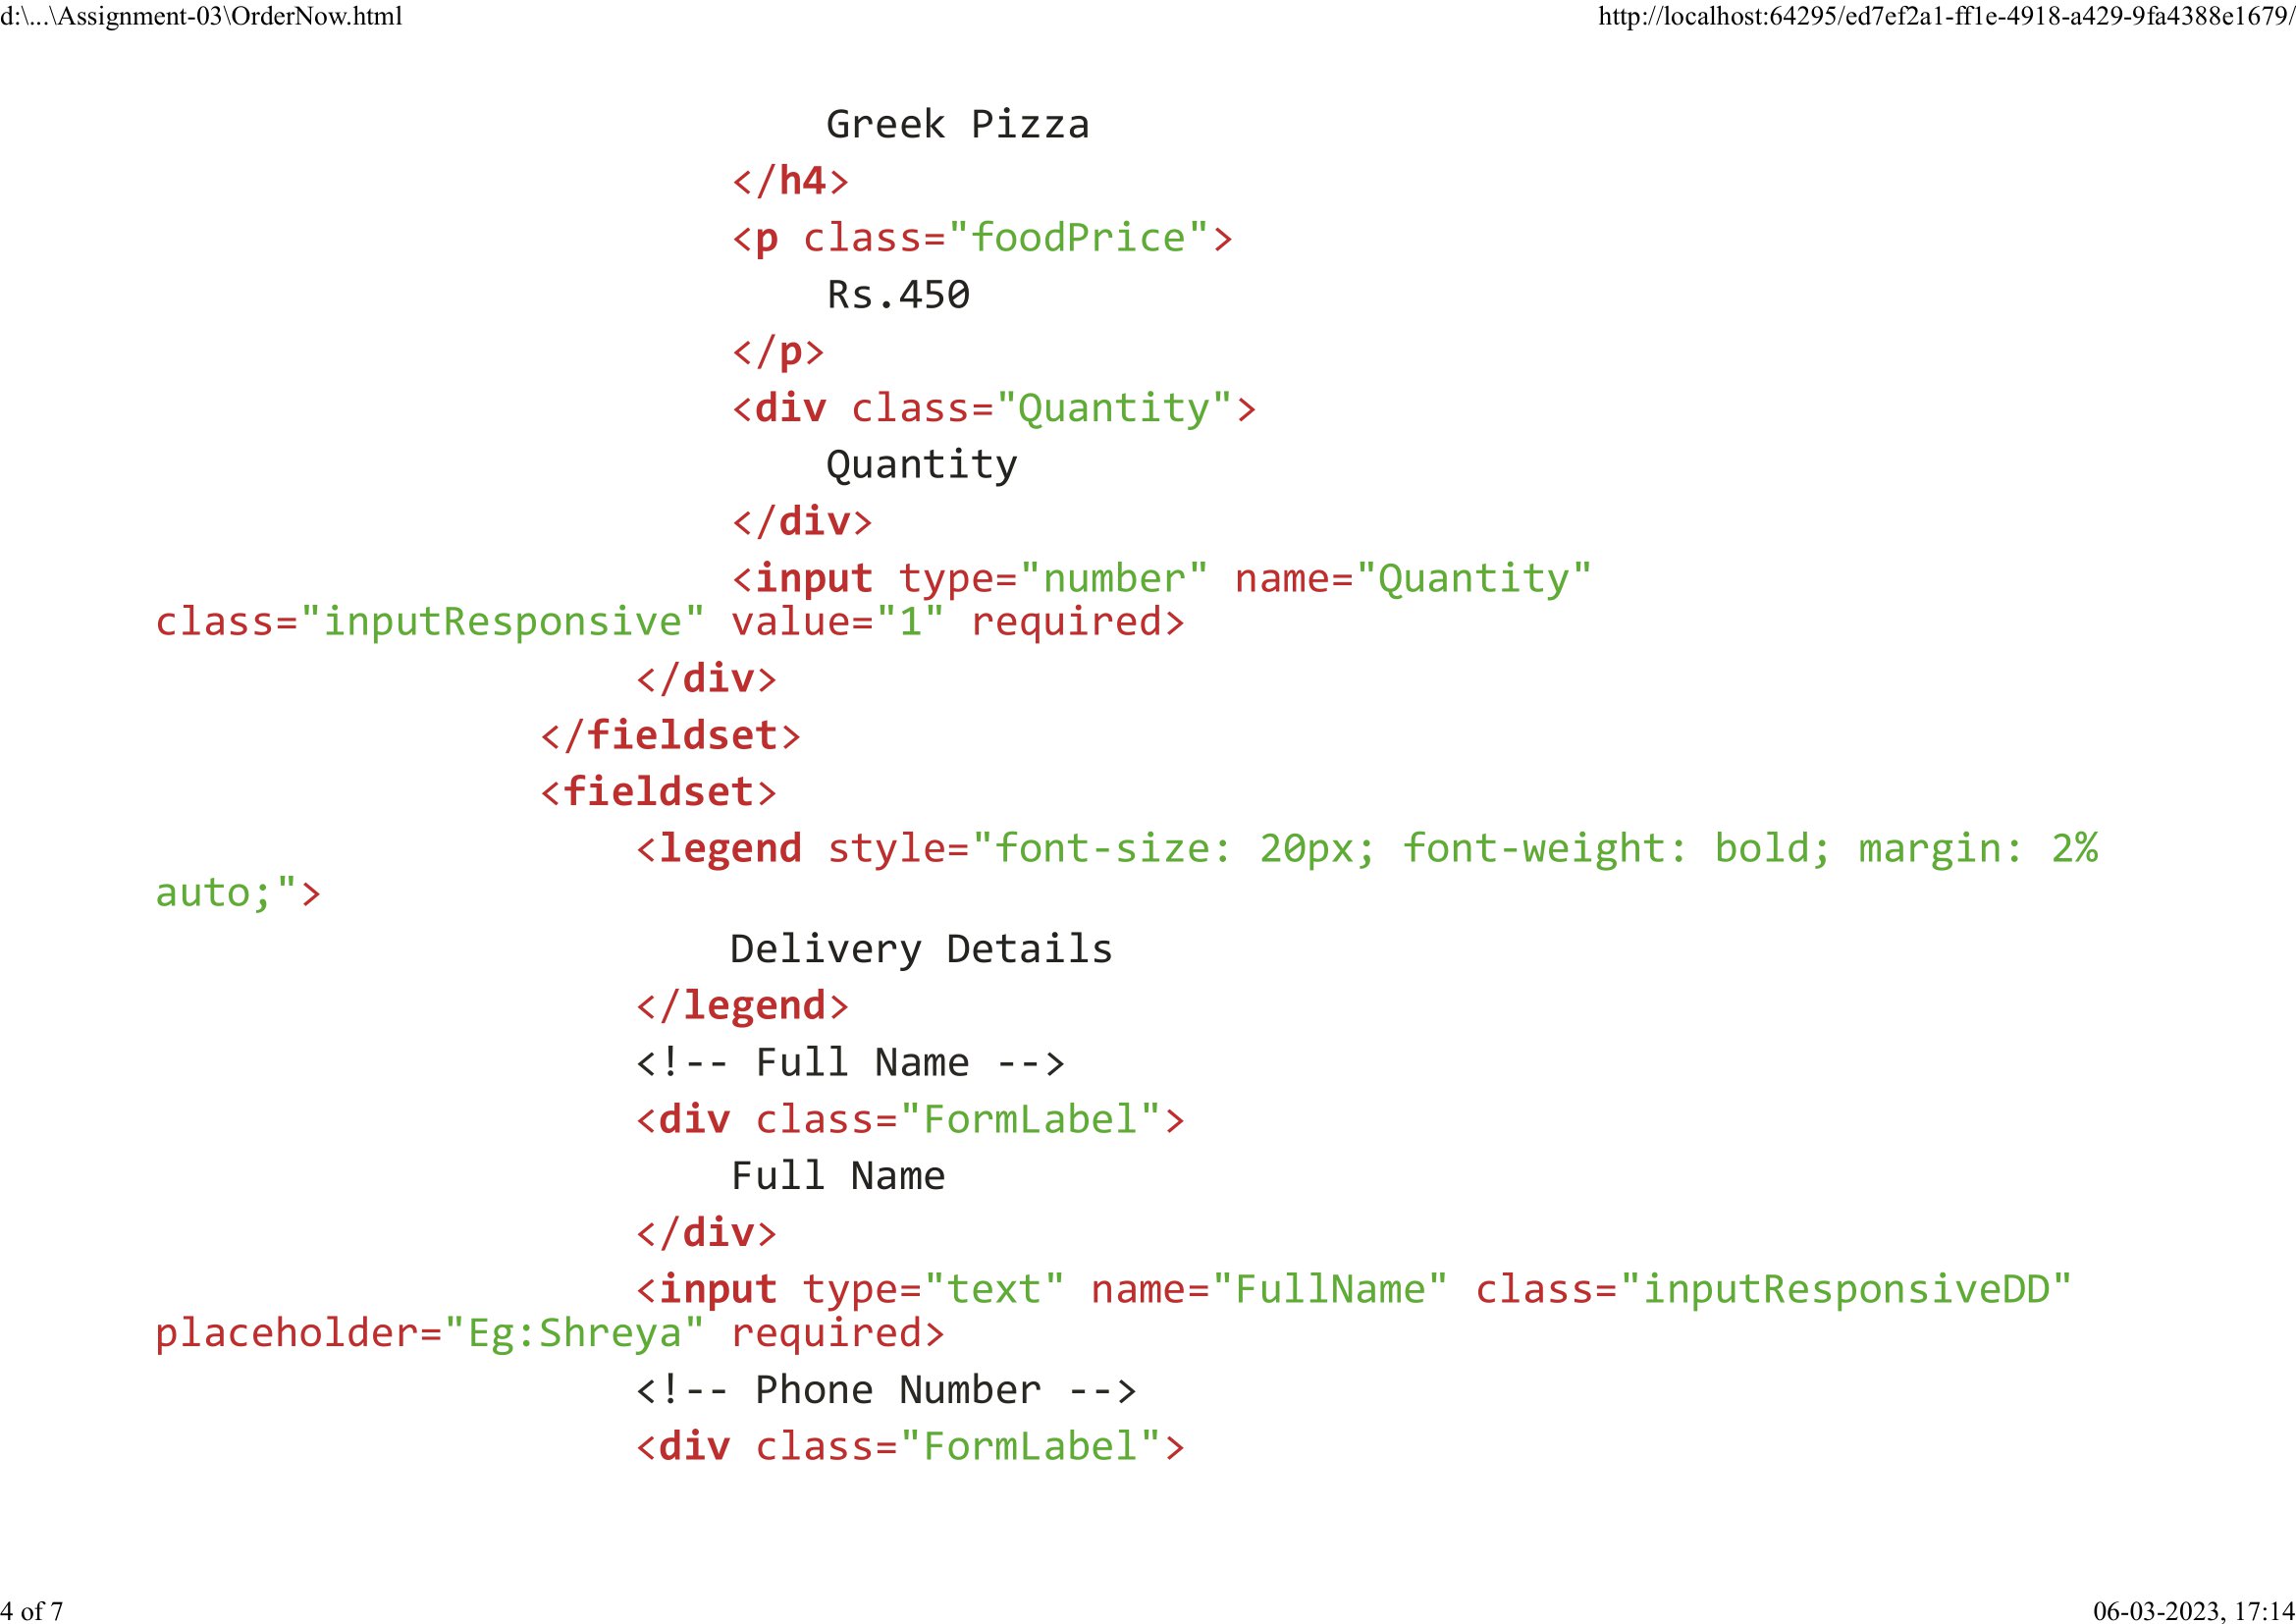 d:\...\Assignment-03\OrderNow.html http://localhost:64295/ed7ef2a1-ff1e-4918-a429-9fa4388e1679/
Greek Pizza
</h4>
<p class="foodPrice">
Rs.450
</p>
<div class="Quantity">
Quantity
</div>
<input type="number" name="Quantity"
class="inputResponsive" value="1" required>
</div>
</fieldset>
<fieldset>
<legend style="font-size: 20px; font-weight: bold; margin: 2%
auto;">
Delivery Details
</legend>
<!-- Full Name -->
<div class="FormLabel">
Full Name
</div>
<input type="text" name="FullName" class="inputResponsiveDD"
placeholder="Eg:Shreya" required>
<!-- Phone Number -->
<div class="FormLabel">
4 of 7 06-03-2023, 17:14